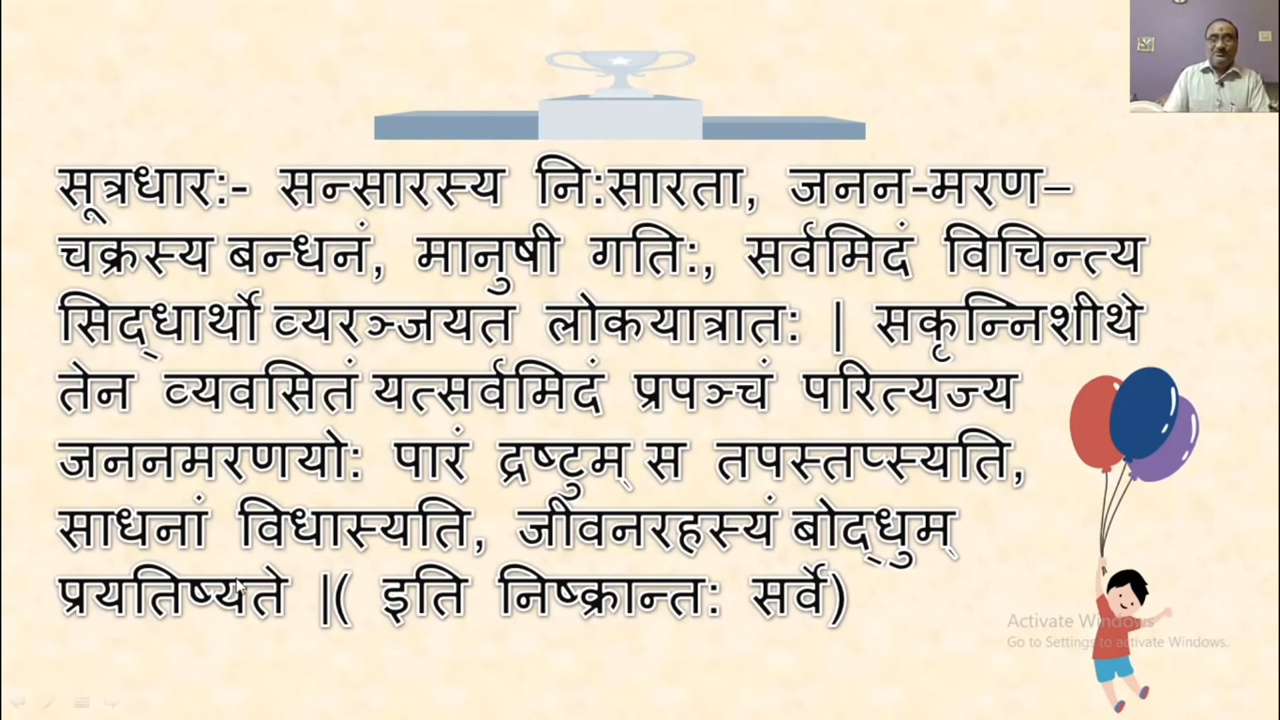 सूत्रधार:- सन्सारस्य नि:सारता, जनन-मरण–
चक्रस्य बन्धनं, मानुषी गति:, सर्वमिदं विचिन्त्य
सिद्धार्थो व्यरञ्जयत लोकयात्रात: | सकृन्निशीथे
तेन व्यवसितं यत्सर्वमिदं प्रपञ्चं परित्यज्य
जननमरणयो: पारं द्रष्टुम् स तपस्तप्स्यति,
साधनां विधास्यति, जीवनरहस्यं बोद्धुम्
प्रयतिष्यते |( इति निष्क्रान्त: सर्वे)
Activate Windows
Go to Settings to activate Windows.